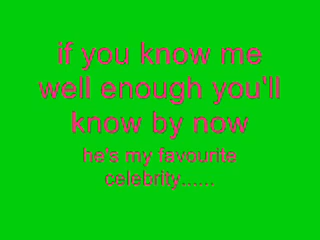 if you know me
well enough you'll
know by now
he's my favourite
celebrity......